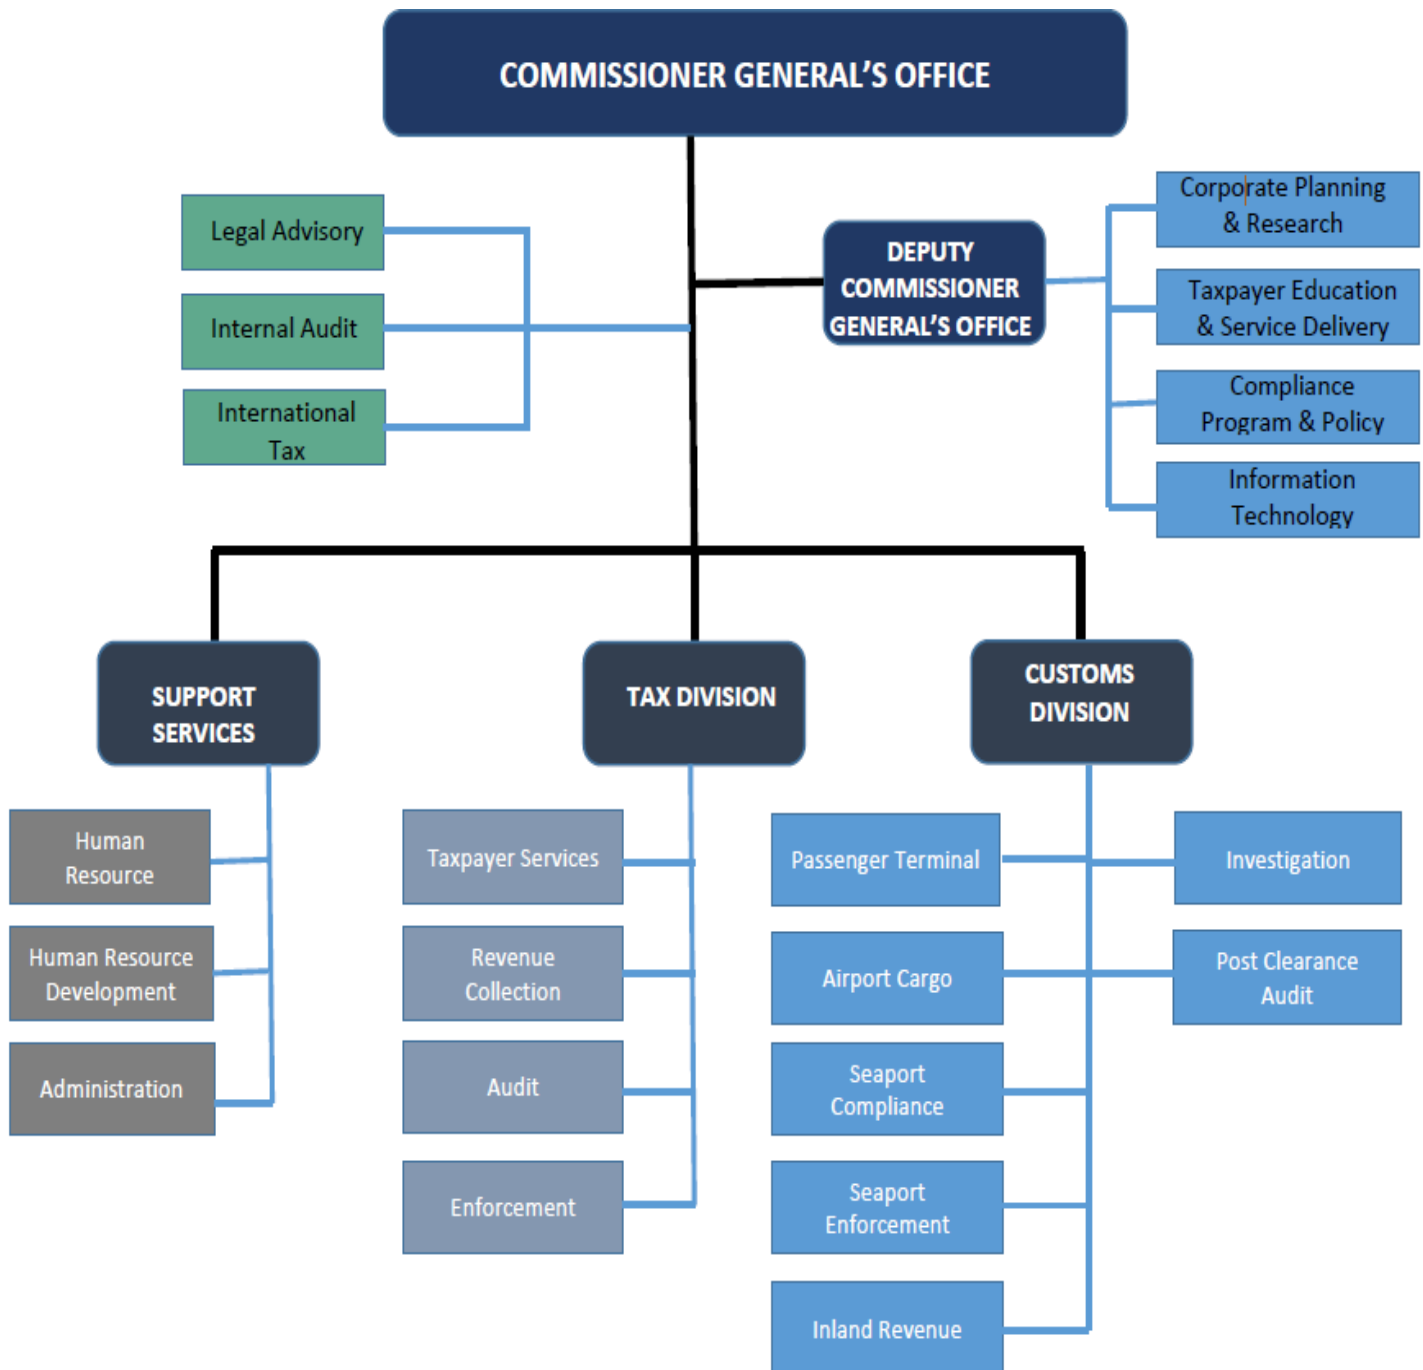 COMMISSIONER GENERAL'S OFFICE
Legal Advisory
Internal Audit
International
Tax
DEPUTY
COMMISSIONER
GENERAL'S OFFICE
Corporate Planning
& Research
Taxpayer Education
& Service Delivery
Compliance
Program & Policy
Information
Technology
SUPPORT
SERVICES
Human
Resource
Human Resource
Development
Administration
TAX DIVISION
Taxpayer Services
Revenue
Collection
Audit
Enforcement
CUSTOMS
DIVISION
Passenger Terminal
Airport Cargo
Seaport
Compliance
Seaport
Enforcement
Inland Revenue
Investigation
Post Clearance
Audit